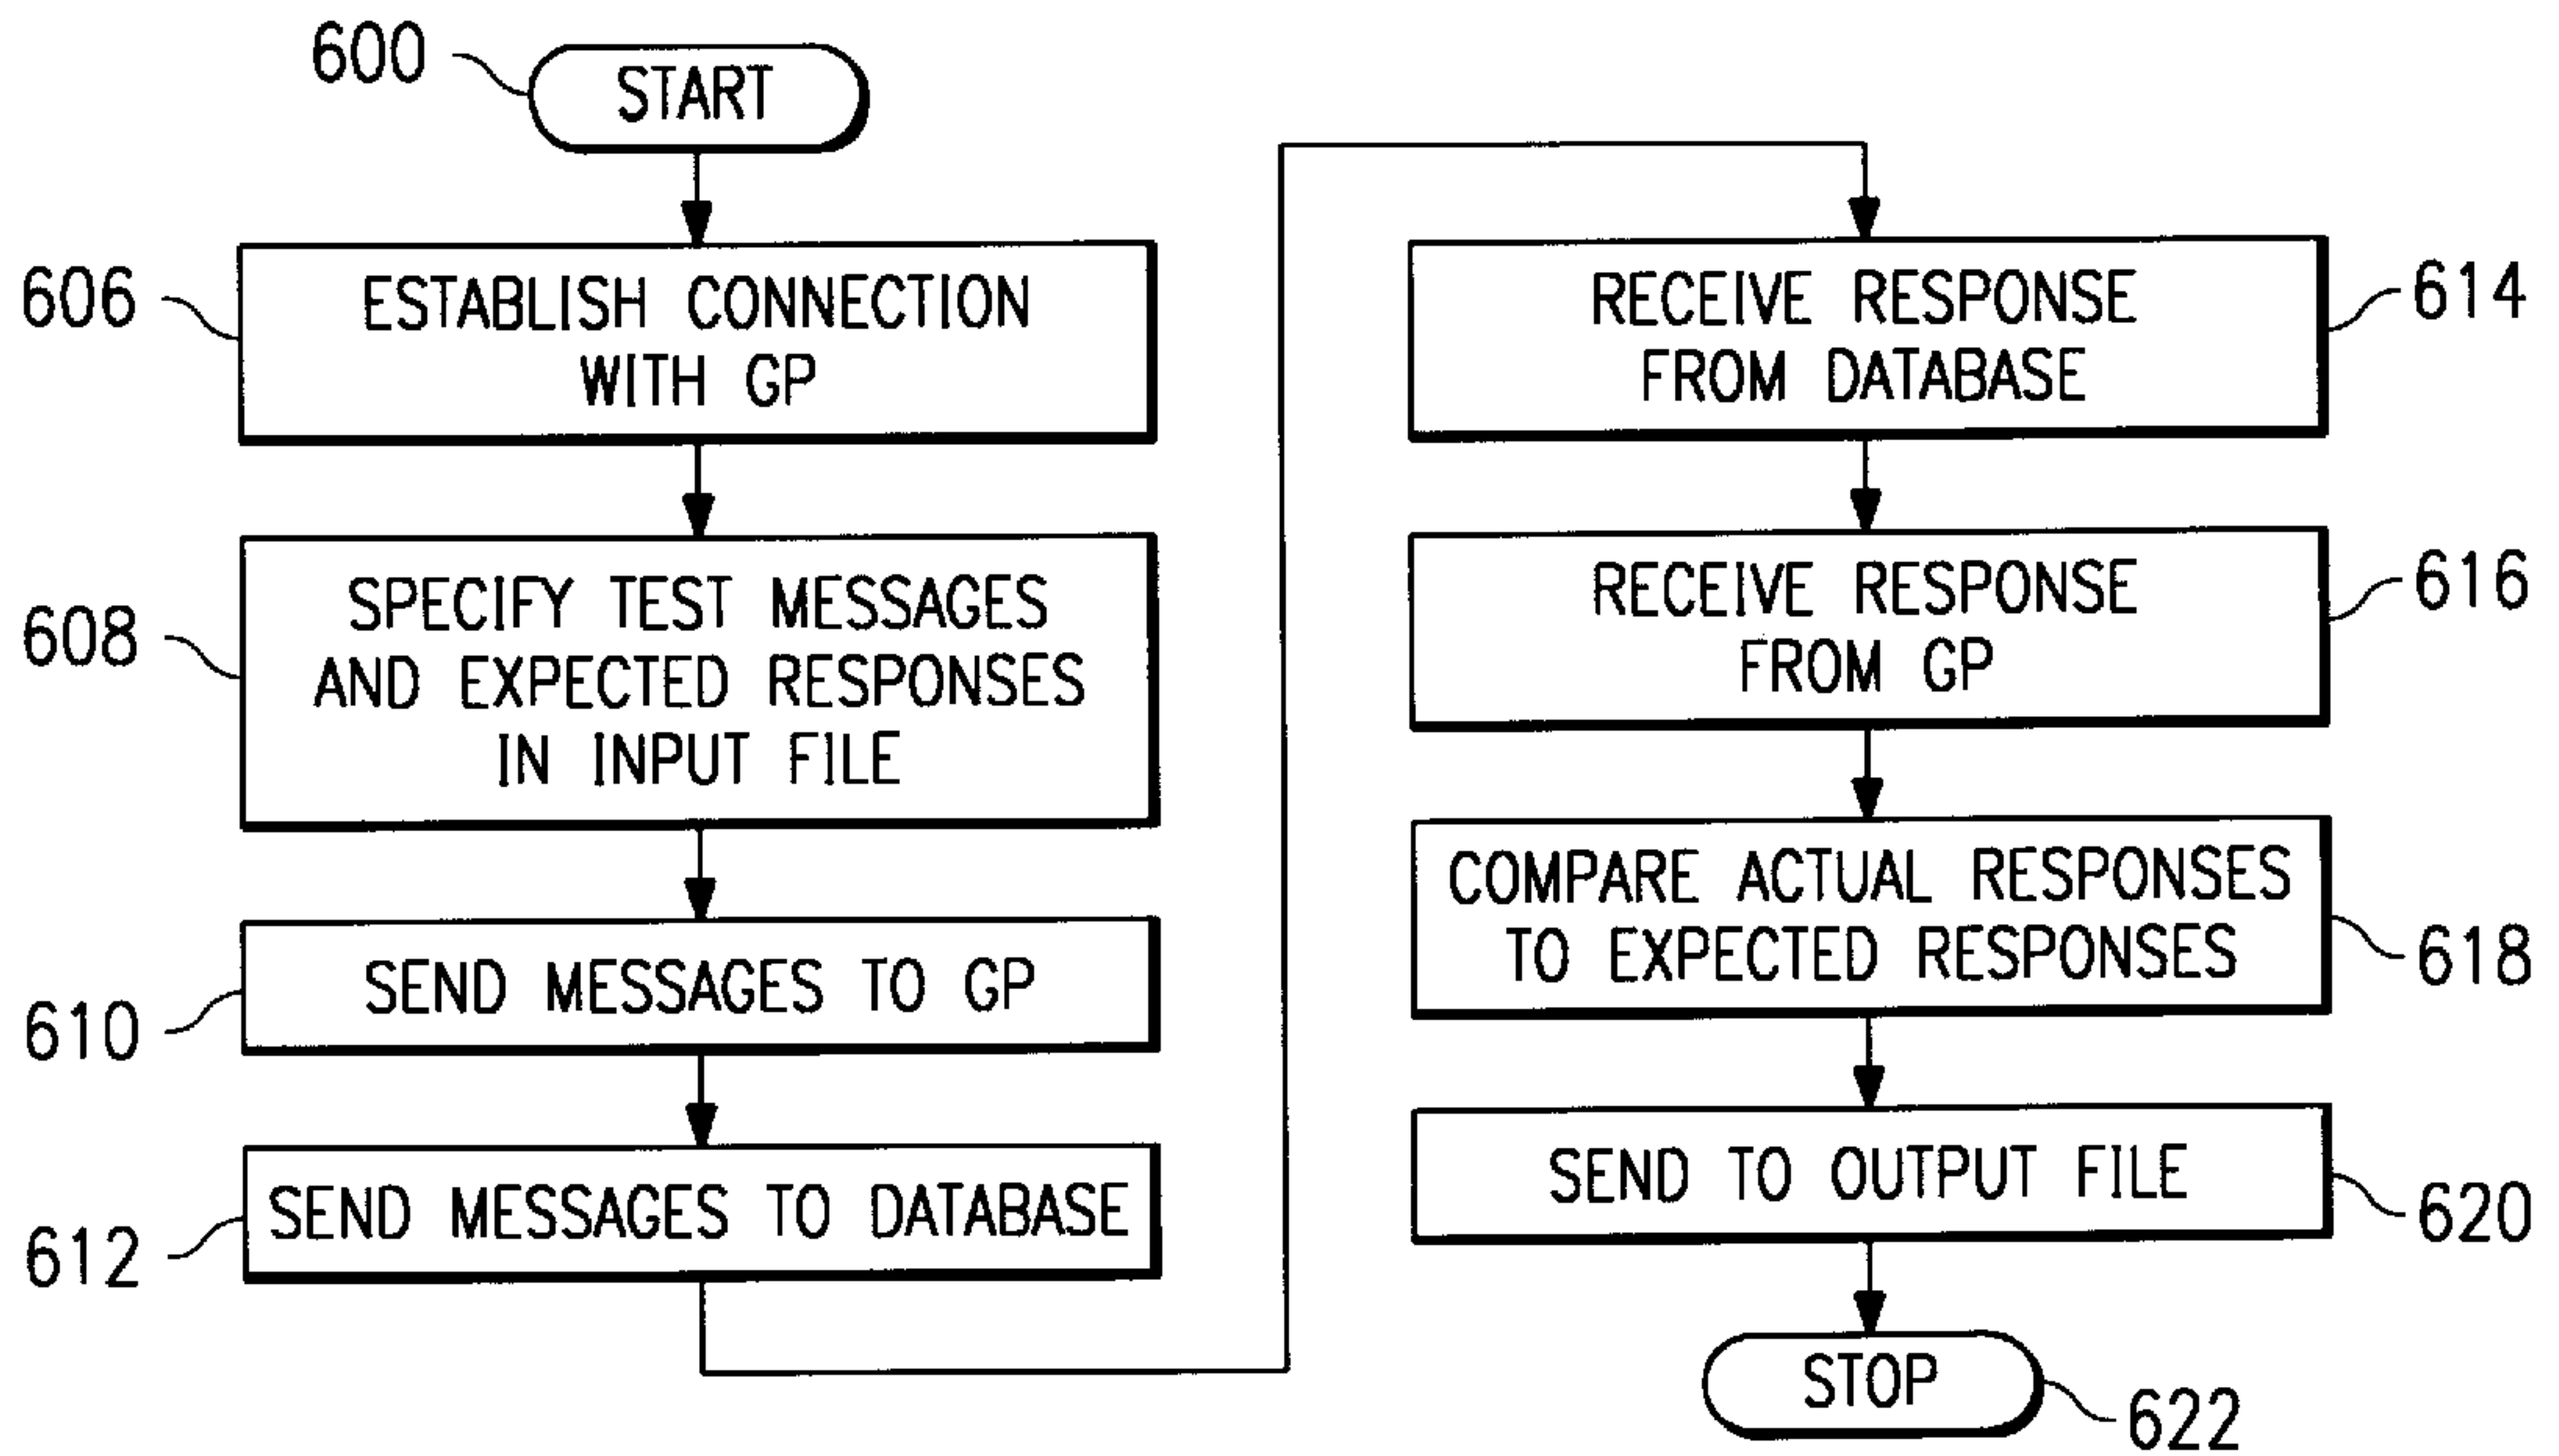 600
START
606
ESTABLISH CONNECTION
WITH GP
608
SPECIFY TEST MESSAGES
AND EXPECTED RESPONSES
IN INPUT FILE
610
SEND MESSAGES TO GP
612
SEND MESSAGES TO DATABASE
RECEIVE RESPONSE
FROM DATABASE
614
RECEIVE RESPONSE
FROM GP
616
COMPARE ACTUAL RESPONSES
TO EXPECTED RESPONSES
618
SEND TO OUTPUT FILE
620
STOP
622